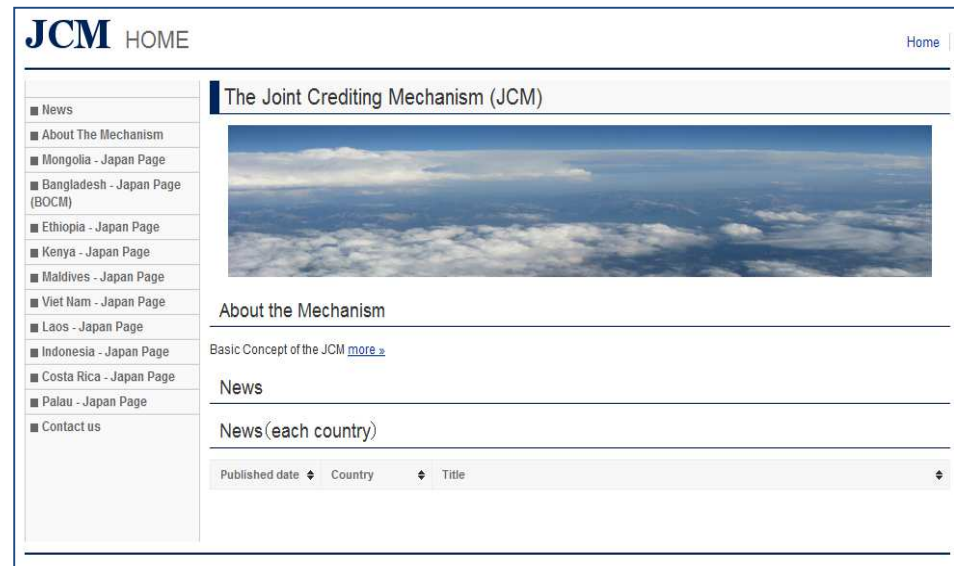 JCM HOME
Home
News
About The Mechanism
Mongolia - Japan Page
Bangladesh - Japan Page
(BOCM)
Ethiopia - Japan Page
Kenya - Japan Page
Maldives - Japan Page
Viet Nam - Japan Page
Laos - Japan Page
Indonesia - Japan Page
Costa Rica - Japan Page
Palau - Japan Page
Contact us
The Joint Crediting Mechanism (JCM)
About the Mechanism
Basic Concept of the JCM more »
News
News(each country)
Published date Country Title